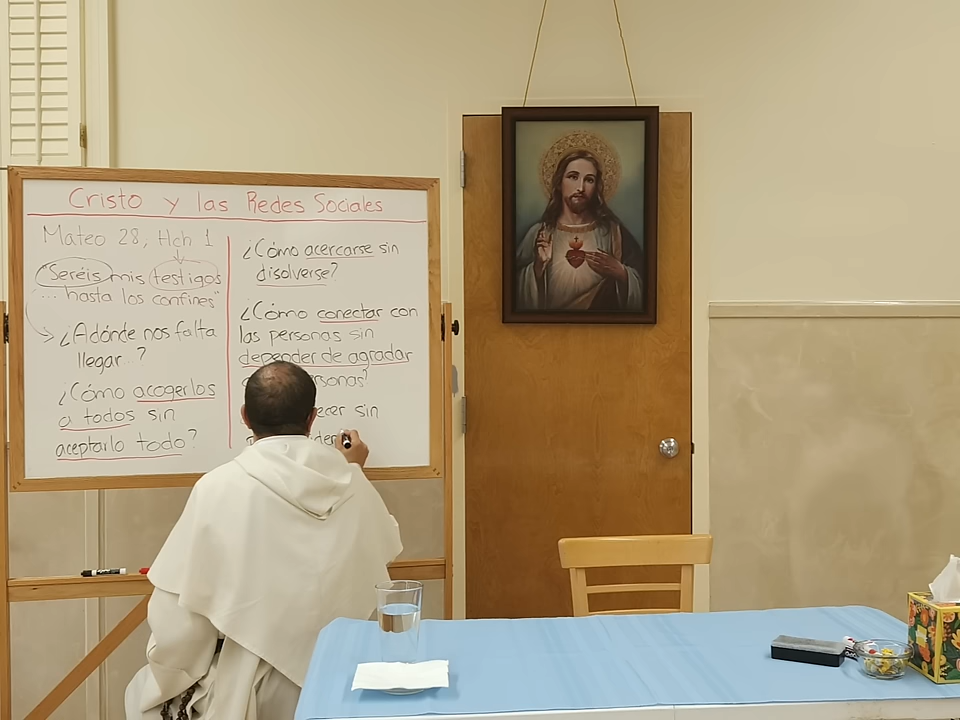 Cristo y las Redes Sociales
Mateo 28, Hch 1
"Seréis mis testigos
... hasta los confines"
¿Adónde nos falta
llegar...?
¿Cómo acogerlos
a todos sin
aceptarlo todo?
¿Cómo acercarse sin
disolverse?
¿Cómo conectar con
las personas sin
depender de agradar
sin